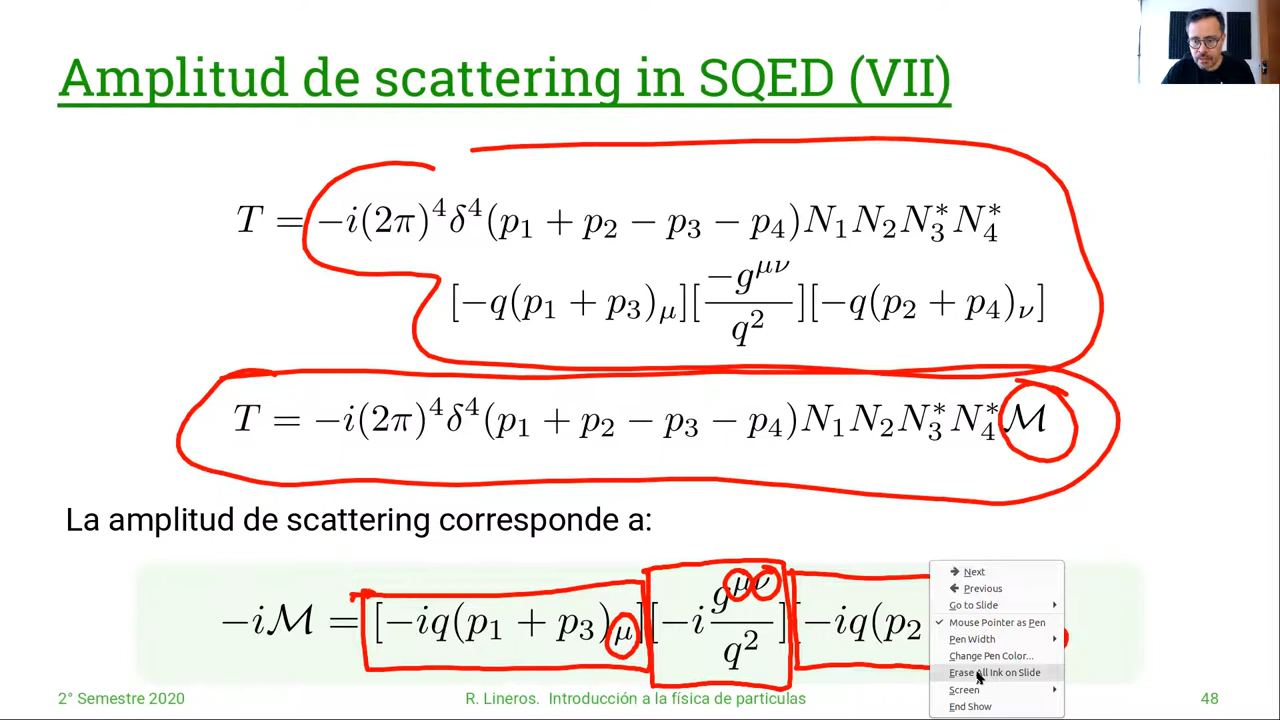 Amplitud de scattering in SQED (VII)
T = −i(2π)⁴δ⁴(p₁ + p₂ − p₃ − p₄)N₁N₂N₃*N₄*
[−q(p₁ + p₃)_μ][−g^{μν}/q²][−q(p₂ + p₄)_ν]
T = −i(2π)⁴δ⁴(p₁ + p₂ − p₃ − p₄)N₁N₂N₃*N₄*ℳ
La amplitud de scattering corresponde a:
−iℳ = [−iq(p₁ + p₃)_μ][−i g^{μν}/q²][−iq(p₂
Next
Previous
Go to Slide
Mouse Pointer as Pen
Pen Width
Change Pen Color...
Erase All Ink on Slide
Screen
End Show
2° Semestre 2020
R. Lineros. Introducción a la física de particulas
48